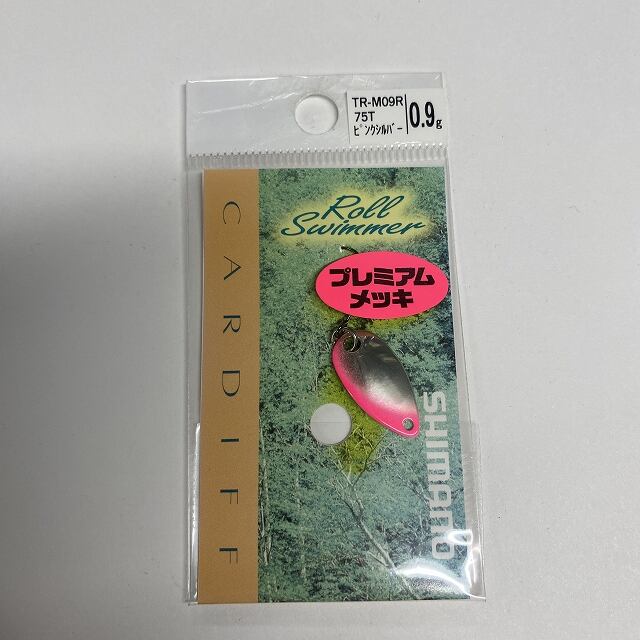 TR-M09R
75T
ピンクシルバー
0.9g
Roll
Swimmer
プレミアム
メッキ
CARDIFF
SHIMANO